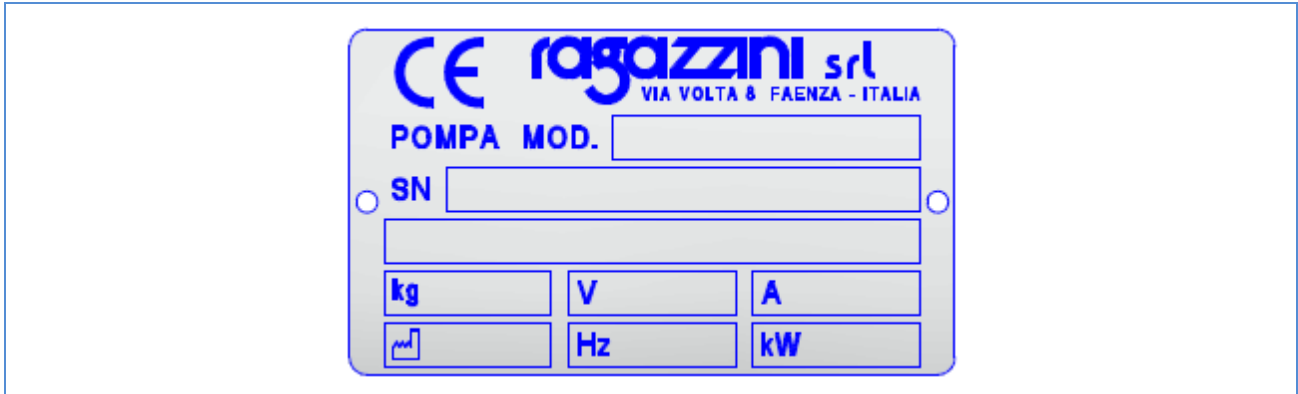 CE ragazzini srl
VIA VOLTA 8 FAENZA - ITALIA
POMPA MOD.
SN
kg V A
Hz kW